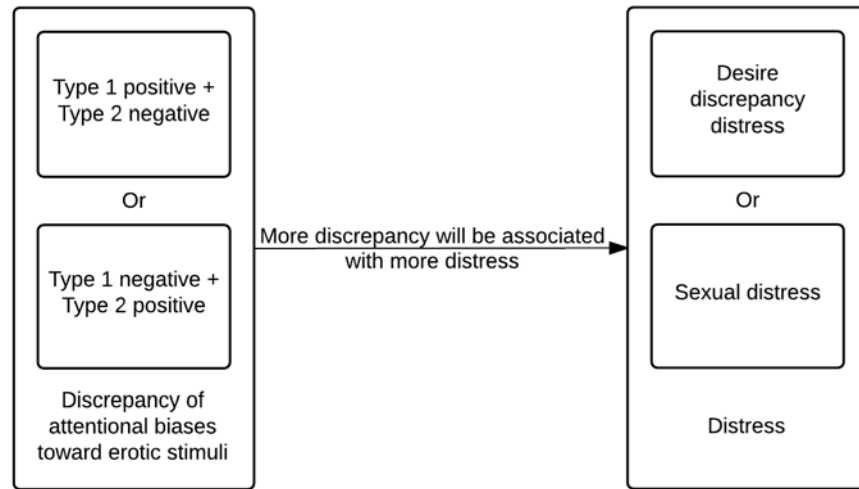 Type 1 positive +
Type 2 negative
Or
Type 1 negative +
Type 2 positive
Discrepancy of
attentional biases
toward erotic stimuli
More discrepancy will be associated
with more distress
Desire
discrepancy
distress
Or
Sexual distress
Distress